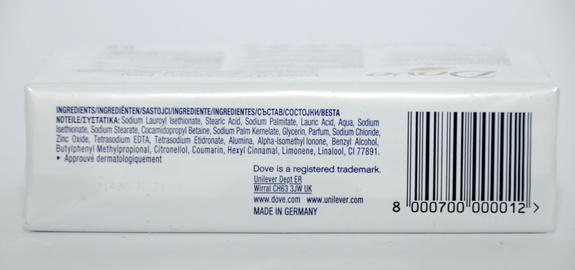 Dove
INGREDIENTS/INGREDIËNTEN/SASTOJCI/INGREDIENTE/INGREDIENTES/СЪСТАВ/СОСТОЈНИ/BESTA
NOTEILE/ΣΥΣΤΑΤΙΚΑ: Sodium Lauroyl Isethionate, Stearic Acid, Sodium Palmitate, Lauric Acid, Aqua, Sodium
Isethionate, Sodium Stearate, Cocamidopropyl Betaine, Sodium Palm Kernelate, Glycerin, Parfum, Sodium Chloride,
Zinc Oxide, Tetrasodium EDTA, Tetrasodium Etidronate, Alumina, Alpha-Isomethyl Ionone, Benzyl Alcohol,
Butylphenyl Methylpropional, Citronellol, Coumarin, Hexyl Cinnamal, Limonene, Linalool, CI 77891.
• Approuvé dermatologiquement
Dove is a registered trademark.
Unilever Dept ER
Wirral CH63 3JW UK
www.dove.com www.unilever.com
MADE IN GERMANY
8 000700 000012 >